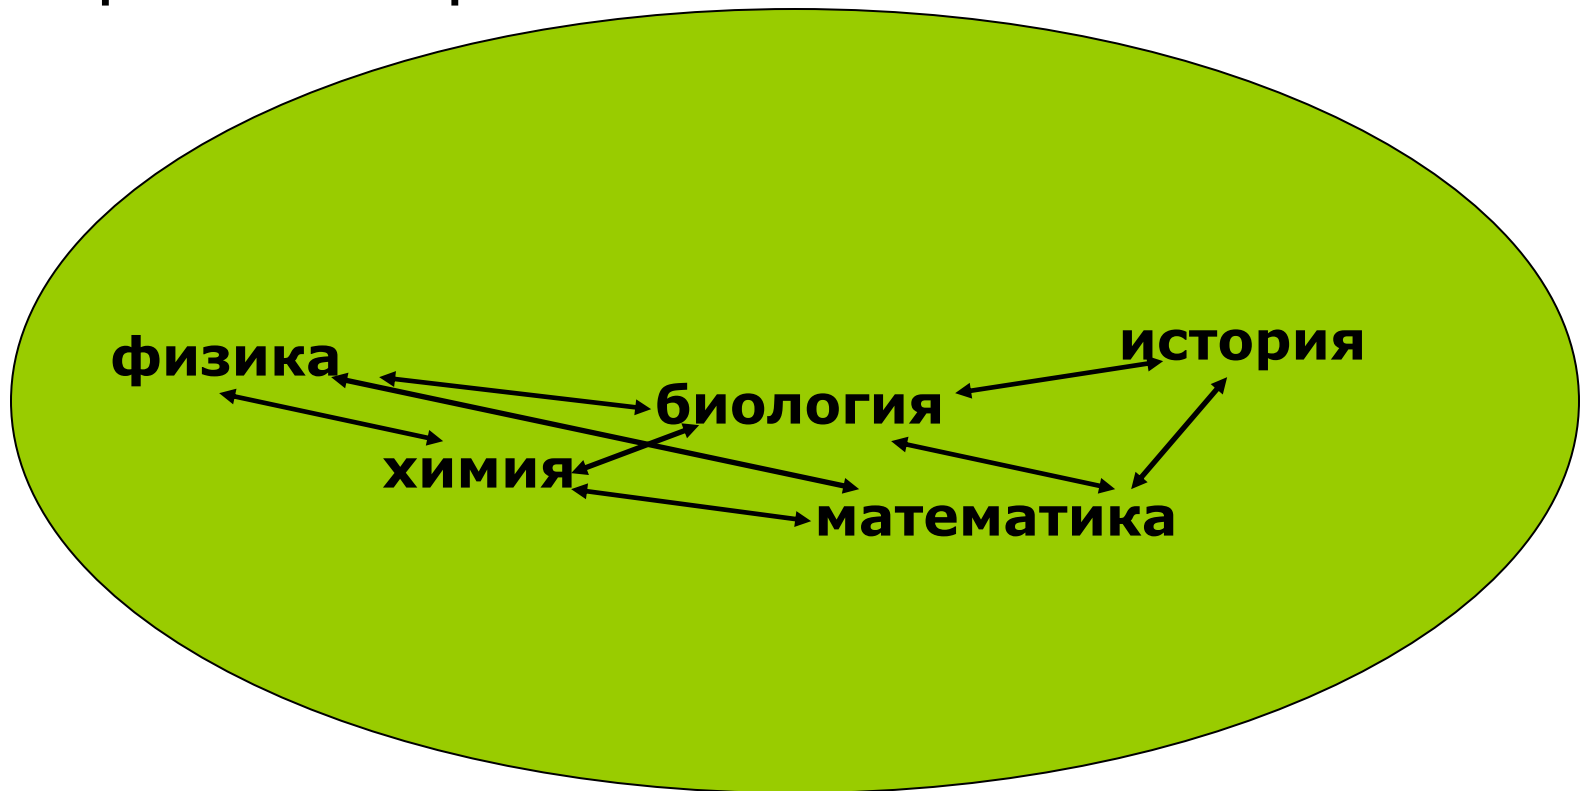 физика
история
биология
химия
математика